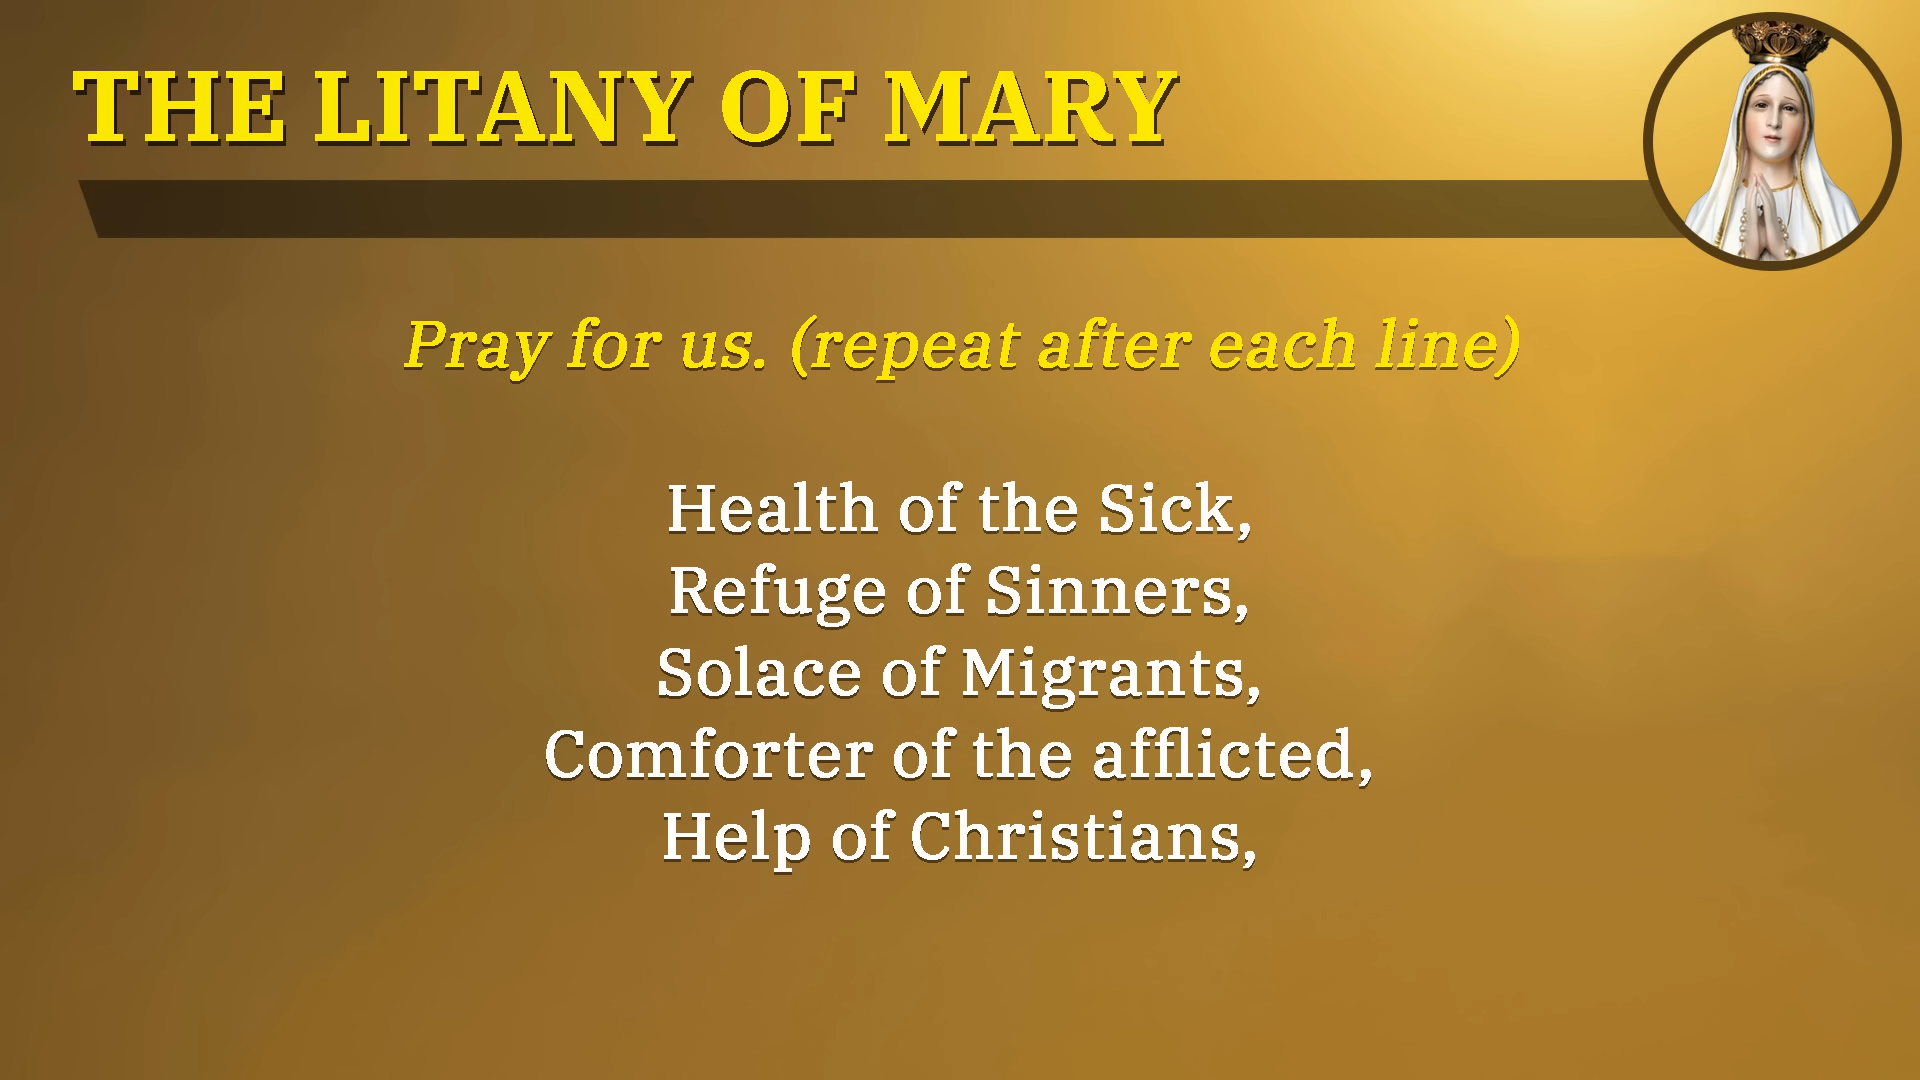 THE LITANY OF MARY
Pray for us. (repeat after each line)
Health of the Sick,
Refuge of Sinners,
Solace of Migrants,
Comforter of the afflicted,
Help of Christians,